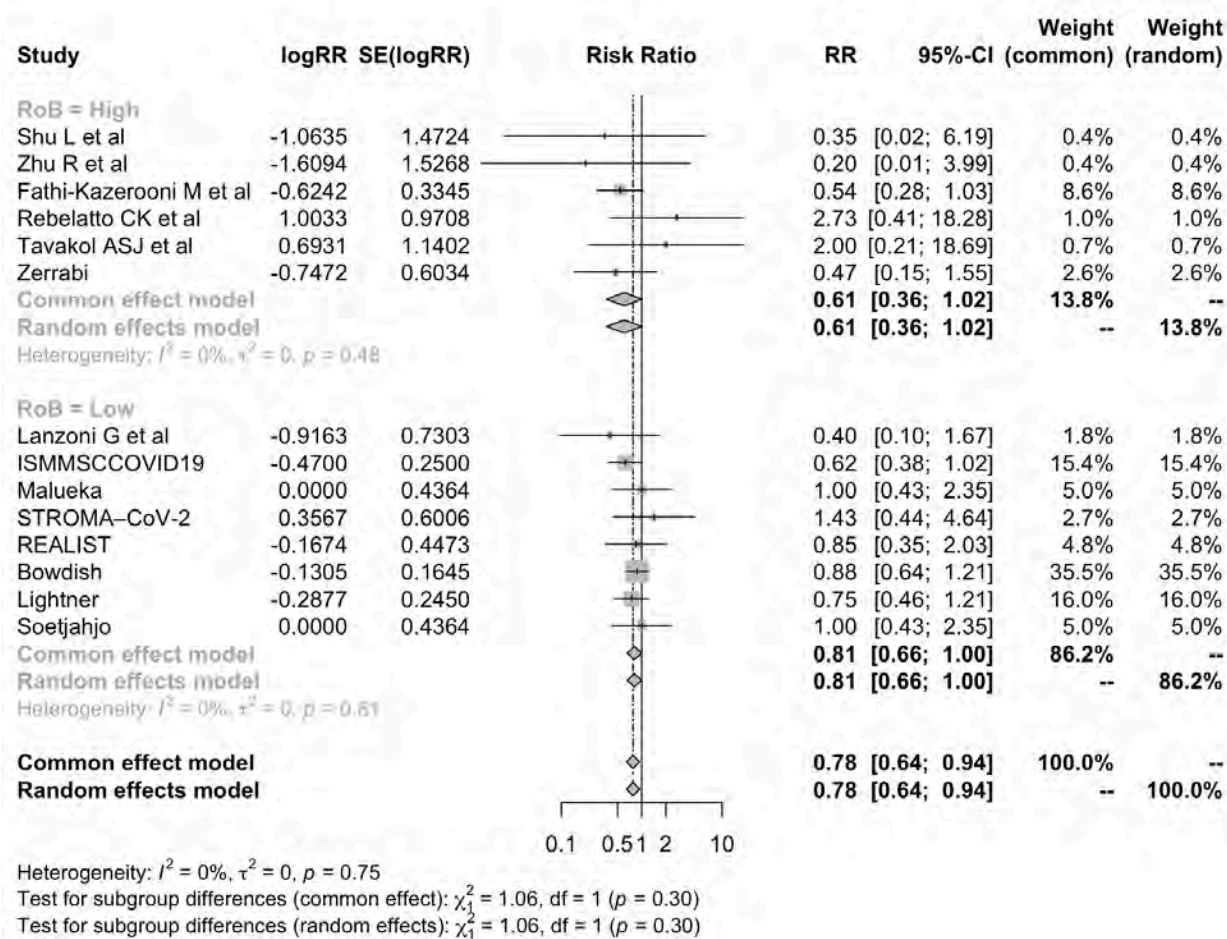 Weight Weight
Study logRR SE(logRR) Risk Ratio RR 95%-CI (common) (random)
RoB = High
Shu L et al -1.0635 1.4724 0.35 [0.02; 6.19] 0.4% 0.4%
Zhu R et al -1.6094 1.5268 0.20 [0.01; 3.99] 0.4% 0.4%
Fathi-Kazerooni M et al -0.6242 0.3345 0.54 [0.28; 1.03] 8.6% 8.6%
Rebelatto CK et al 1.0033 0.9708 2.73 [0.41; 18.28] 1.0% 1.0%
Tavakol ASJ et al 0.6931 1.1402 2.00 [0.21; 18.69] 0.7% 0.7%
Zerrabi -0.7472 0.6034 0.47 [0.15; 1.55] 2.6% 2.6%
Common effect model 0.61 [0.36; 1.02] 13.8% --
Random effects model 0.61 [0.36; 1.02] -- 13.8%
Heterogeneity: I² = 0%, τ² = 0, p = 0.48
RoB = Low
Lanzoni G et al -0.9163 0.7303 0.40 [0.10; 1.67] 1.8% 1.8%
ISMMSCCOVID19 -0.4700 0.2500 0.62 [0.38; 1.02] 15.4% 15.4%
Malueka 0.0000 0.4364 1.00 [0.43; 2.35] 5.0% 5.0%
STROMA–CoV-2 0.3567 0.6006 1.43 [0.44; 4.64] 2.7% 2.7%
REALIST -0.1674 0.4473 0.85 [0.35; 2.03] 4.8% 4.8%
Bowdish -0.1305 0.1645 0.88 [0.64; 1.21] 35.5% 35.5%
Lightner -0.2877 0.2450 0.75 [0.46; 1.21] 16.0% 16.0%
Soetjahjo 0.0000 0.4364 1.00 [0.43; 2.35] 5.0% 5.0%
Common effect model 0.81 [0.66; 1.00] 86.2% --
Random effects model 0.81 [0.66; 1.00] -- 86.2%
Heterogeneity: I² = 0%, τ² = 0, p = 0.81
Common effect model 0.78 [0.64; 0.94] 100.0% --
Random effects model 0.78 [0.64; 0.94] -- 100.0%
0.1 0.5 1 2 10
Heterogeneity: I² = 0%, τ² = 0, p = 0.75
Test for subgroup differences (common effect): χ₁² = 1.06, df = 1 (p = 0.30)
Test for subgroup differences (random effects): χ₁² = 1.06, df = 1 (p = 0.30)